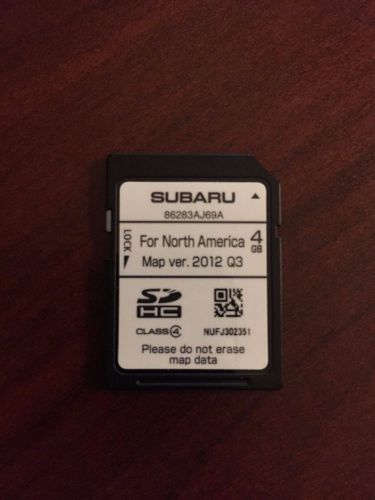 SUBARU
86283AJ69A
LOCK
For North America 4 GB
Map ver. 2012 Q3
SD HC
CLASS 4
NUFJ302351
Please do not erase
map data